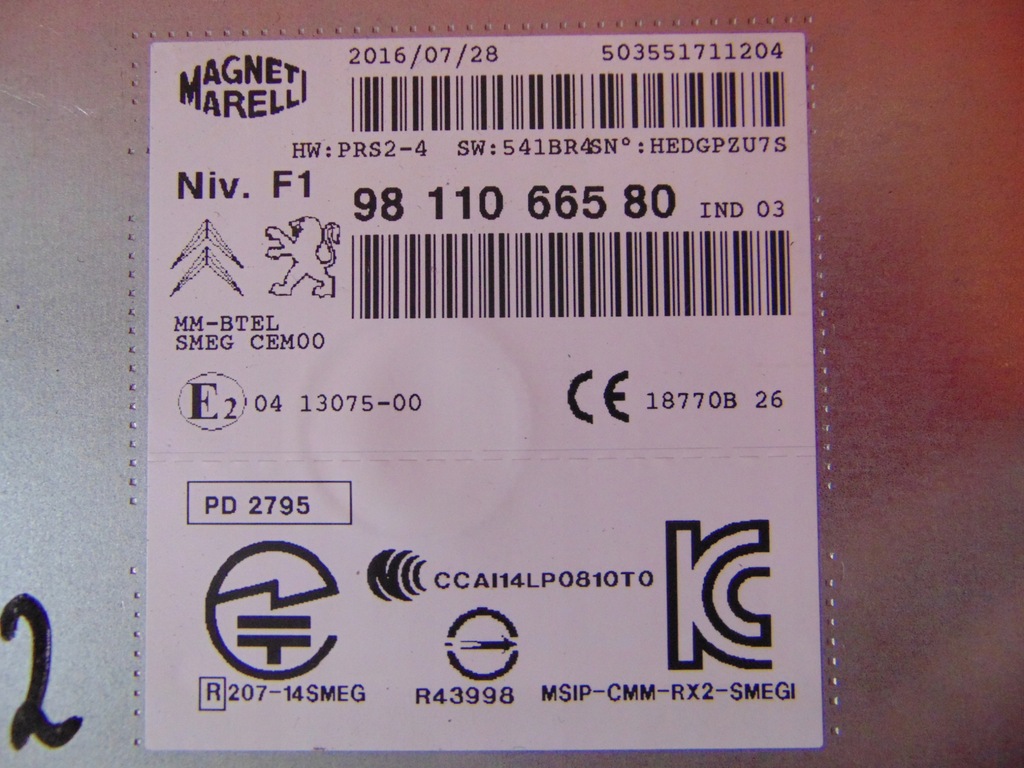 MAGNETI
MARELLI
2016/07/28 503551711204
HW:PRS2-4 SW:541BR4SN°:HEDGPZU7S
Niv. F1
98 110 665 80 IND 03
MM-BTEL
SMEG CEM00
E2 04 13075-00
CE 18770B 26
PD 2795
CCAI14LP0810T0
R 207-14SMEG
R43998
MSIP-CMM-RX2-SMEGI
2